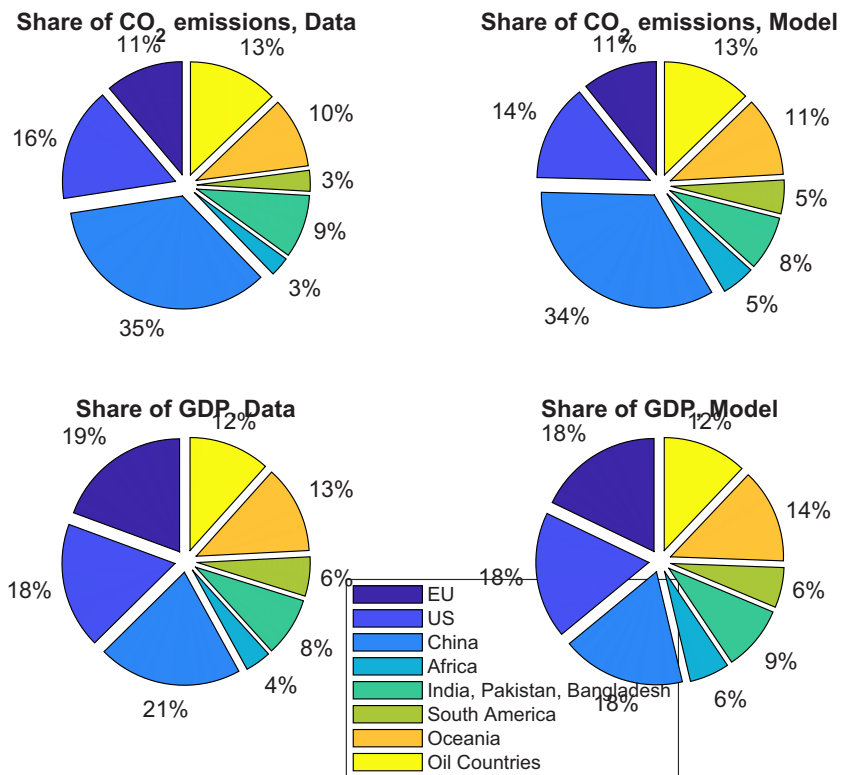 Share of CO2 emissions, Data
11%
13%
16%
10%
3%
9%
3%
35%
Share of CO2 emissions, Model
11%
13%
14%
11%
5%
8%
5%
34%
Share of GDP, Data
12%
19%
13%
18%
6%
8%
4%
21%
Share of GDP, Model
12%
18%
14%
18%
6%
9%
6%
18%
EU
US
China
Africa
India, Pakistan, Bangladesh
South America
Oceania
Oil Countries